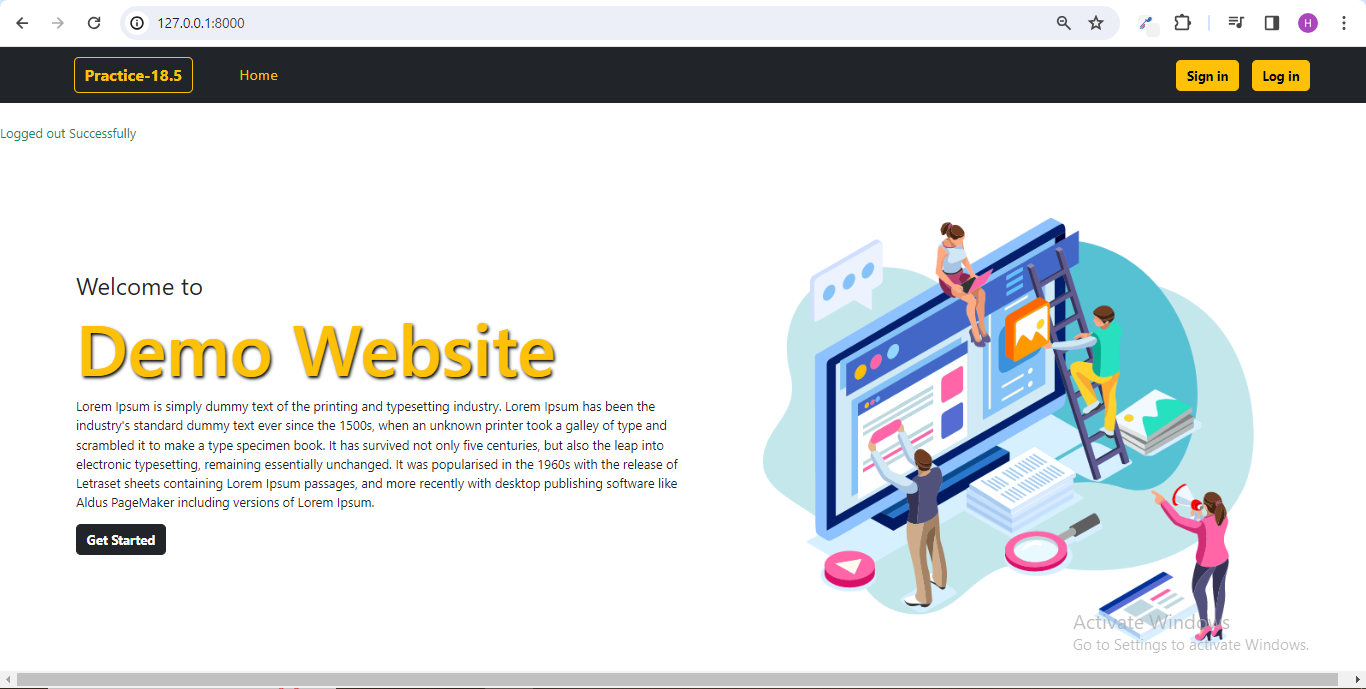 127.0.0.1:8000
H
Practice-18.5
Home
Sign in
Log in
Logged out Successfully
Welcome to
Demo Website
Lorem Ipsum is simply dummy text of the printing and typesetting industry. Lorem Ipsum has been the
industry's standard dummy text ever since the 1500s, when an unknown printer took a galley of type and
scrambled it to make a type specimen book. It has survived not only five centuries, but also the leap into
electronic typesetting, remaining essentially unchanged. It was popularised in the 1960s with the release of
Letraset sheets containing Lorem Ipsum passages, and more recently with desktop publishing software like
Aldus PageMaker including versions of Lorem Ipsum.
Get Started
Activate Windows
Go to Settings to activate Windows.